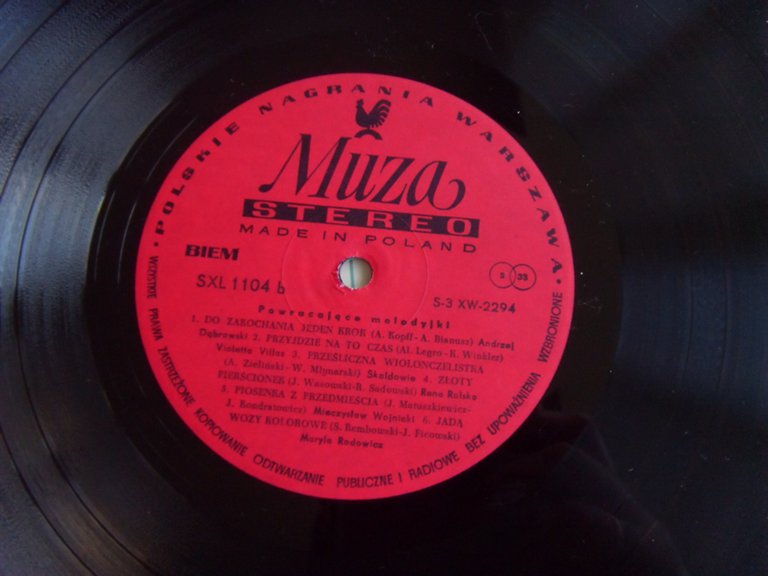 • POLSKIE NAGRANIA WARSZAWA •
Muza
STEREO
MADE IN POLAND
BIEM
SXL 1104 b
S 33
S-3 XW-2294
Powracające melodyjki
1. DO ZAKOCHANIA JEDEN KROK (A. Kopff - A. Bianusz) Andrzej
Dąbrowski 2. PRZYJDZIE NA TO CZAS (Al. Legro - K. Winkler)
Violetta Villas 3. PRZEŚLICZNA WIOLONCZELISTKA
(A. Zieliński - W. Młynarski) Skaldowie 4. ZŁOTY
PIERŚCIONEK (J. Wasowski-R. Sadowski) Rena Rolska
5. PIOSENKA Z PRZEDMIEŚCIA (J. Maruszkiewicz-
J. Kondratowicz) Mieczysław Wojnicki 6. JADĄ
WOZY KOLOROWE (S. Rembowski-J. Ficowski)
Maryla Rodowicz
WSZYSTKIE PRAWA ZASTRZEŻONE KOPIOWANIE ODTWARZANIE PUBLICZNE I RADIOWE BEZ UPOWAŻNIENIA WZBRONIONE